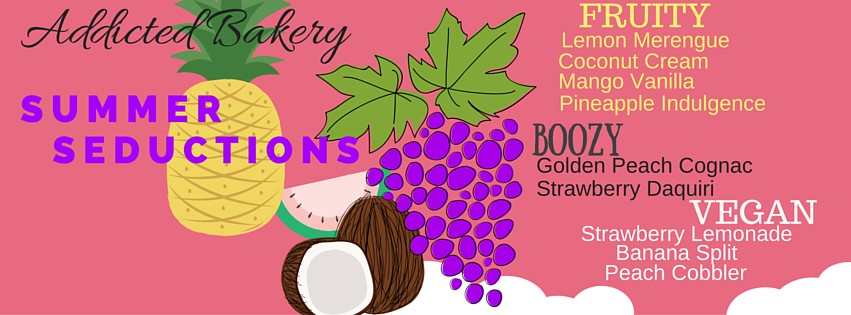 Addicted Bakery
SUMMER
SEDUCTIONS
FRUITY
Lemon Merengue
Coconut Cream
Mango Vanilla
Pineapple Indulgence
BOOZY
Golden Peach Cognac
Strawberry Daquiri
VEGAN
Strawberry Lemonade
Banana Split
Peach Cobbler